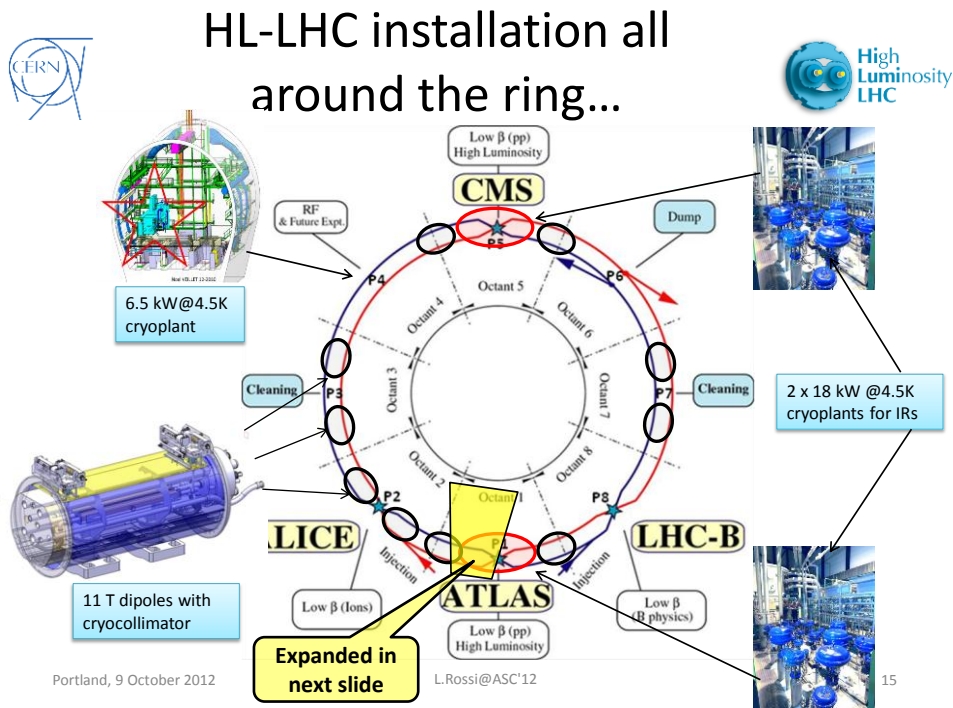 HL-LHC installation all
around the ring…
CERN
High
Luminosity
LHC
Low β (pp)
High Luminosity
CMS
RF
& Future Expt.
Dump
P5
P4
P6
6.5 kW@4.5K
cryoplant
Octant 5
Octant 4
Octant 6
Octant 3
Octant 7
Cleaning
P3
P7
Cleaning
2 x 18 kW @4.5K
cryoplants for IRs
Octant 2
Octant 1
Octant 8
P2
P8
LICE
P1
LHC-B
Injection
Injection
ATLAS
11 T dipoles with
cryocollimator
Low β (Ions)
Low β
(B physics)
Low β (pp)
High Luminosity
Expanded in
next slide
Portland, 9 October 2012
L.Rossi@ASC'12
15